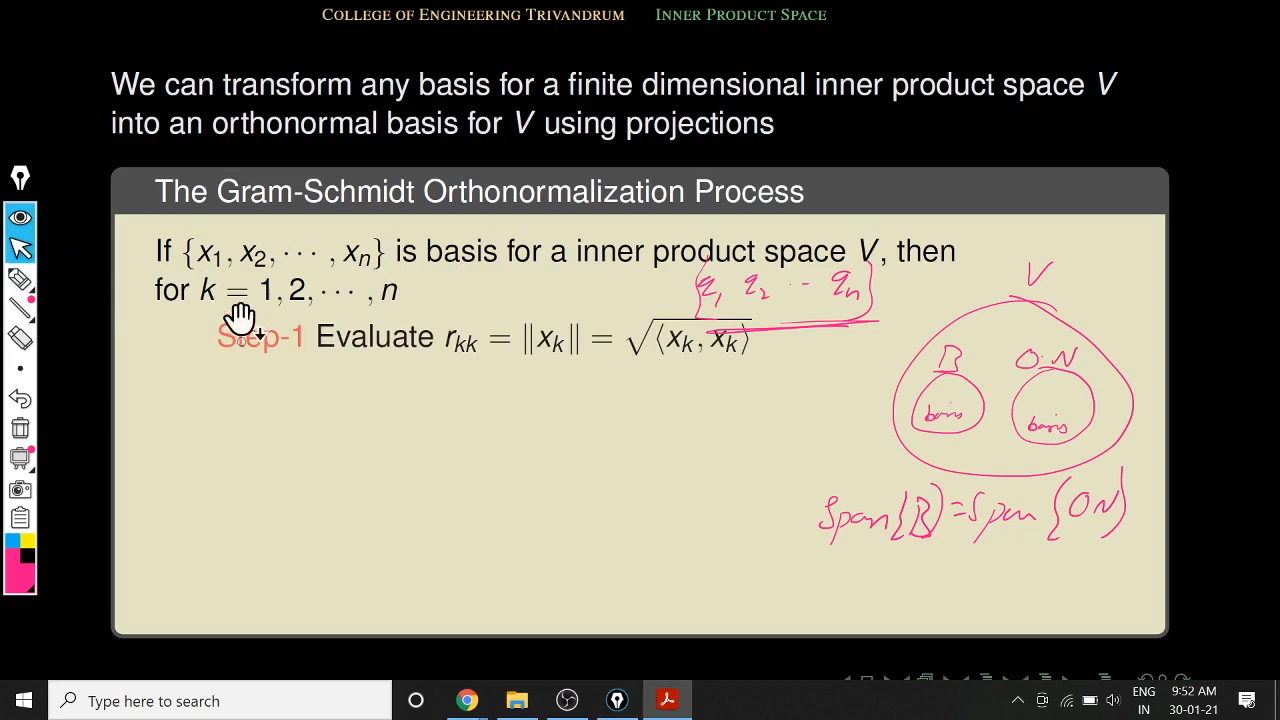 COLLEGE OF ENGINEERING TRIVANDRUM INNER PRODUCT SPACE
We can transform any basis for a finite dimensional inner product space V
into an orthonormal basis for V using projections
The Gram-Schmidt Orthonormalization Process
If {x₁, x₂, ⋯ , xₙ} is basis for a inner product space V, then
for k = 1, 2, ⋯ , n
{q₁ q₂ ⋯ qₙ}
V
Step-1 Evaluate rₖₖ = ‖xₖ‖ = √⟨xₖ, xₖ⟩
B O.N
basis basis
Span{B} = Span {ON}
Type here to search
ENG
IN
9:52 AM
30-01-21